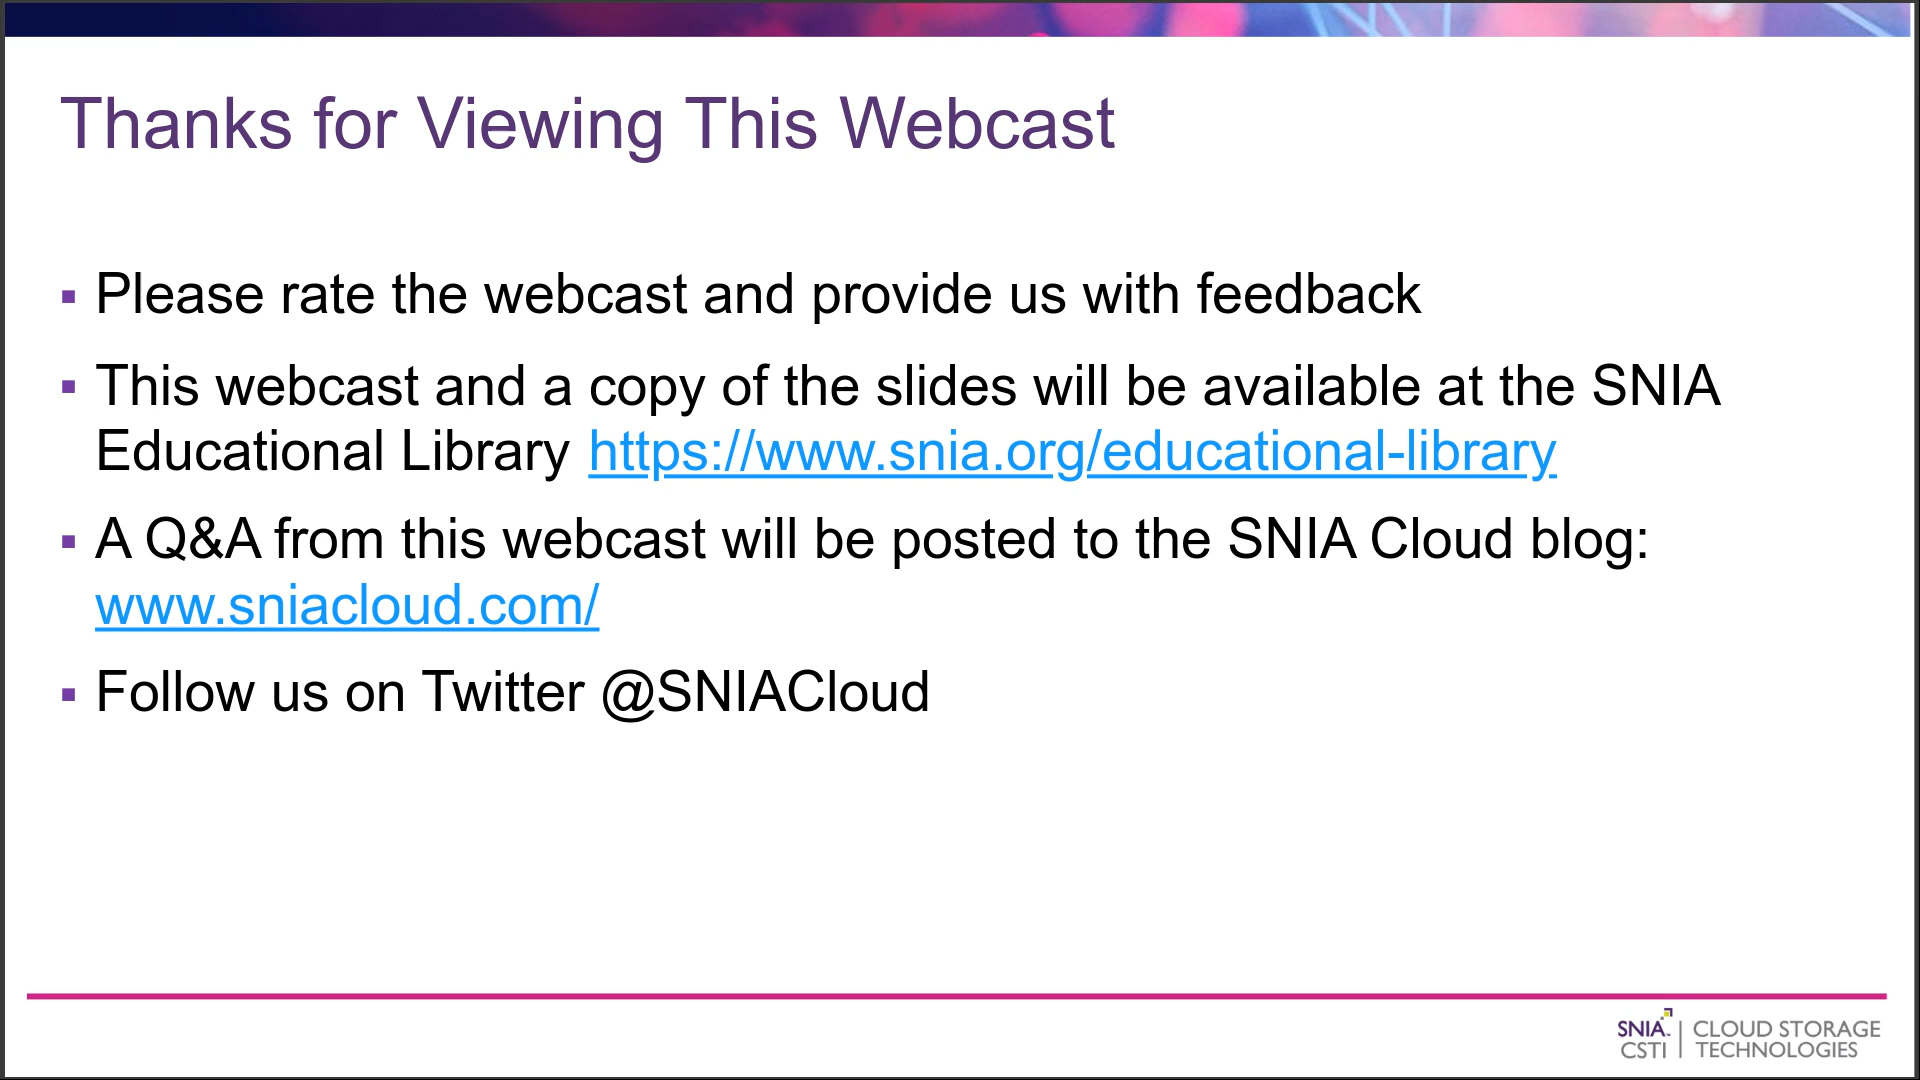 Thanks for Viewing This Webcast
▪ Please rate the webcast and provide us with feedback
▪ This webcast and a copy of the slides will be available at the SNIA
Educational Library https://www.snia.org/educational-library
▪ A Q&A from this webcast will be posted to the SNIA Cloud blog:
www.sniacloud.com/
▪ Follow us on Twitter @SNIACloud
SNIA. | CLOUD STORAGE
CSTI | TECHNOLOGIES